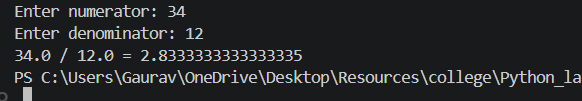 Enter numerator: 34
Enter denominator: 12
34.0 / 12.0 = 2.8333333333333335
PS C:\Users\Gaurav\OneDrive\Desktop\Resources\college\Python_la